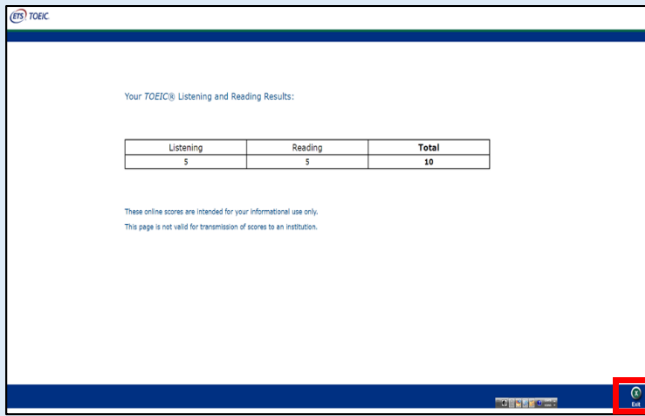 ETS TOEIC.
Your TOEIC® Listening and Reading Results:
Listening Reading Total
5 5 10
These online scores are intended for your informational use only.
This page is not valid for transmission of scores to an institution.
Exit